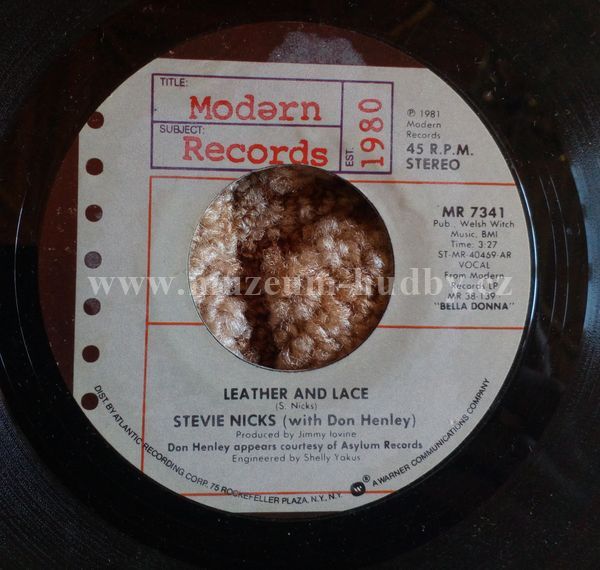 TITLE:
Modərn
SUBJECT:
Records
EST. 1980
℗ 1981
Modern
Records
45 R.P.M.
STEREO
MR 7341
Pub., Welsh Witch
Music, BMI
Time: 3:27
ST-MR-40469-AR
VOCAL
From Modern
Records LP
MR 38-139
"BELLA DONNA"
www.muzeum-hudby.cz
LEATHER AND LACE
(S. Nicks)
STEVIE NICKS (with Don Henley)
Produced by Jimmy Iovine
Don Henley appears courtesy of Asylum Records
Engineered by Shelly Yakus
DIST. BY ATLANTIC RECORDING CORP. 75 ROCKEFELLER PLAZA, N.Y., N.Y. ® A WARNER COMMUNICATIONS COMPANY